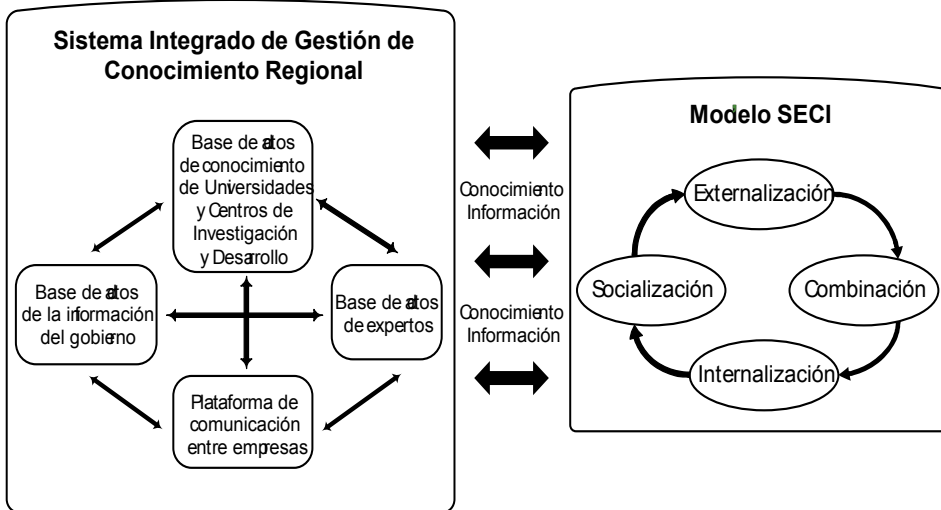 Sistema Integrado de Gestión de
Conocimiento Regional
Base de datos
de conocimiento
de Universidades
y Centros de
Investigación
y Desarrollo
Base de datos
de la información
del gobierno
Base de datos
de expertos
Plataforma de
comunicación
entre empresas
Conocimiento
Información
Conocimiento
Información
Modelo SECI
Externalización
Socialización
Combinación
Internalización